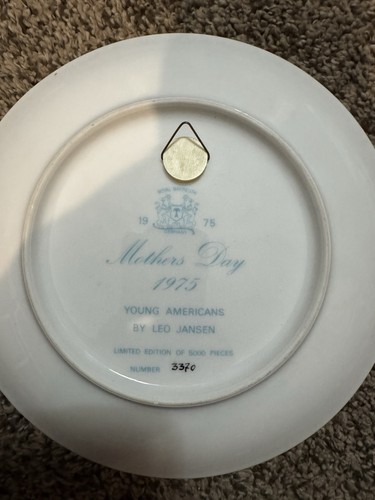 19 75
Mothers Day
1975
YOUNG AMERICANS
BY LEO JANSEN
LIMITED EDITION OF 5000 PIECES
NUMBER 3370